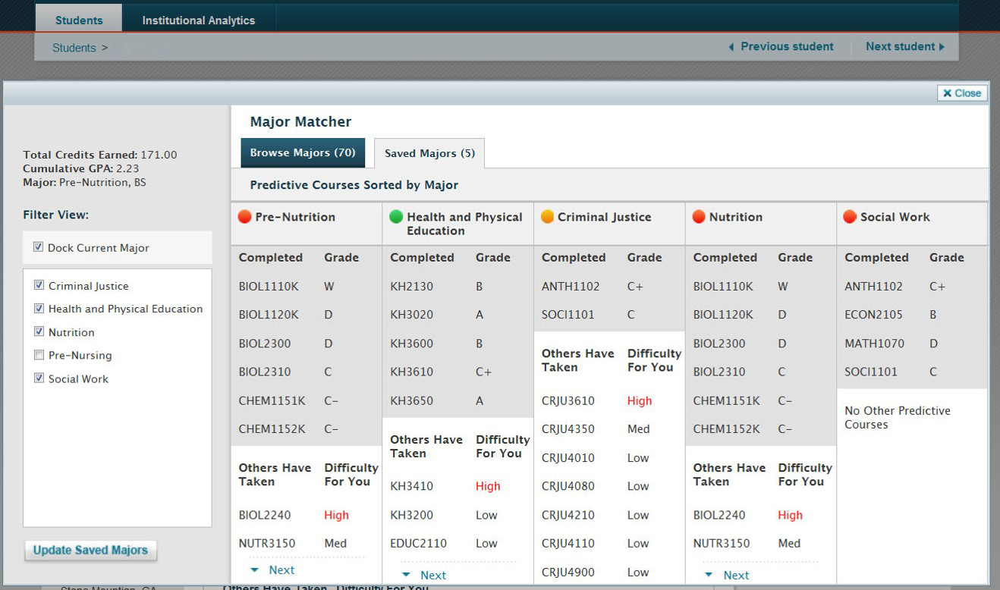 Students
Institutional Analytics
Students >
Previous student
Next student
Close
Total Credits Earned: 171.00
Cumulative GPA: 2.23
Major: Pre-Nutrition, BS
Filter View:
Dock Current Major
Criminal Justice
Health and Physical Education
Nutrition
Pre-Nursing
Social Work
Update Saved Majors
Major Matcher
Browse Majors (70)
Saved Majors (5)
Predictive Courses Sorted by Major
Pre-Nutrition
Completed Grade
BIOL1110K W
BIOL1120K D
BIOL2300 D
BIOL2310 C
CHEM1151K C-
CHEM1152K C-
Others Have Difficulty
Taken For You
BIOL2240 High
NUTR3150 Med
Next
Health and Physical
Education
Completed Grade
KH2130 B
KH3020 A
KH3600 B
KH3610 C+
KH3650 A
Others Have Difficulty
Taken For You
KH3410 High
KH3200 Low
EDUC2110 Low
Next
Criminal Justice
Completed Grade
ANTH1102 C+
SOCI1101 C
Others Have Difficulty
Taken For You
CRJU3610 High
CRJU4350 Med
CRJU4010 Low
CRJU4080 Low
CRJU4210 Low
CRJU4110 Low
CRJU4900 Low
Nutrition
Completed Grade
BIOL1110K W
BIOL1120K D
BIOL2300 D
BIOL2310 C
CHEM1151K C-
CHEM1152K C-
Others Have Difficulty
Taken For You
BIOL2240 High
NUTR3150 Med
Next
Social Work
Completed Grade
ANTH1102 C+
ECON2105 B
MATH1070 D
SOCI1101 C
No Other Predictive
Courses
Stone Mountain, GA
Others Have Taken Difficulty For You